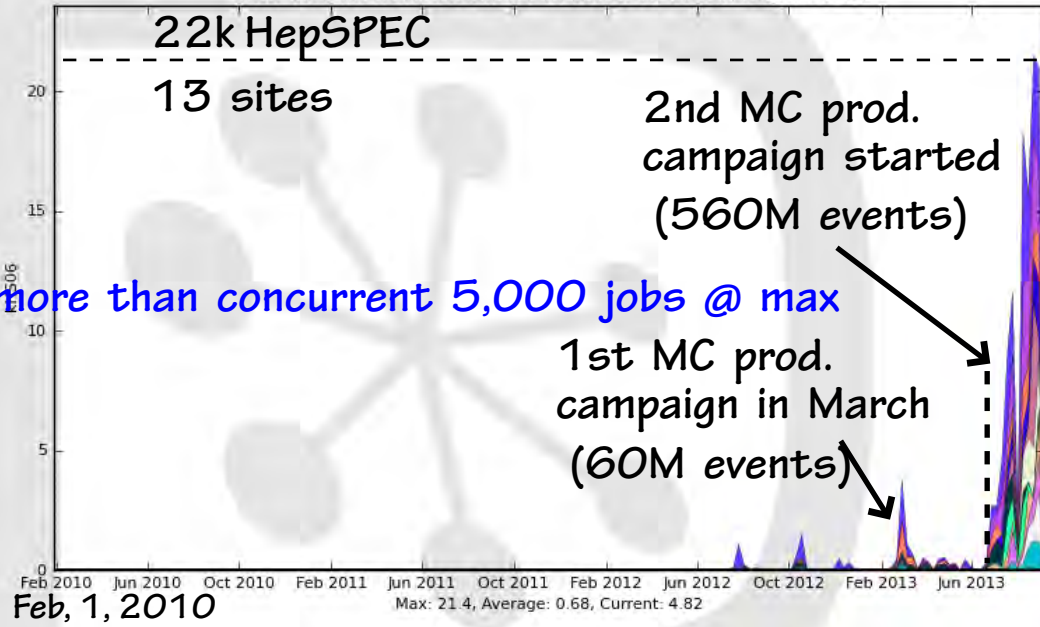 22k HepSPEC
20
13 sites
2nd MC prod.
campaign started
(560M events)
15
more than concurrent 5,000 jobs @ max
10
1st MC prod.
campaign in March
(60M events)
5
0
Feb 2010 Jun 2010 Oct 2010 Feb 2011 Jun 2011 Oct 2011 Feb 2012 Jun 2012 Oct 2012 Feb 2013 Jun 2013
Feb, 1, 2010
Max: 21.4, Average: 0.68, Current: 4.82